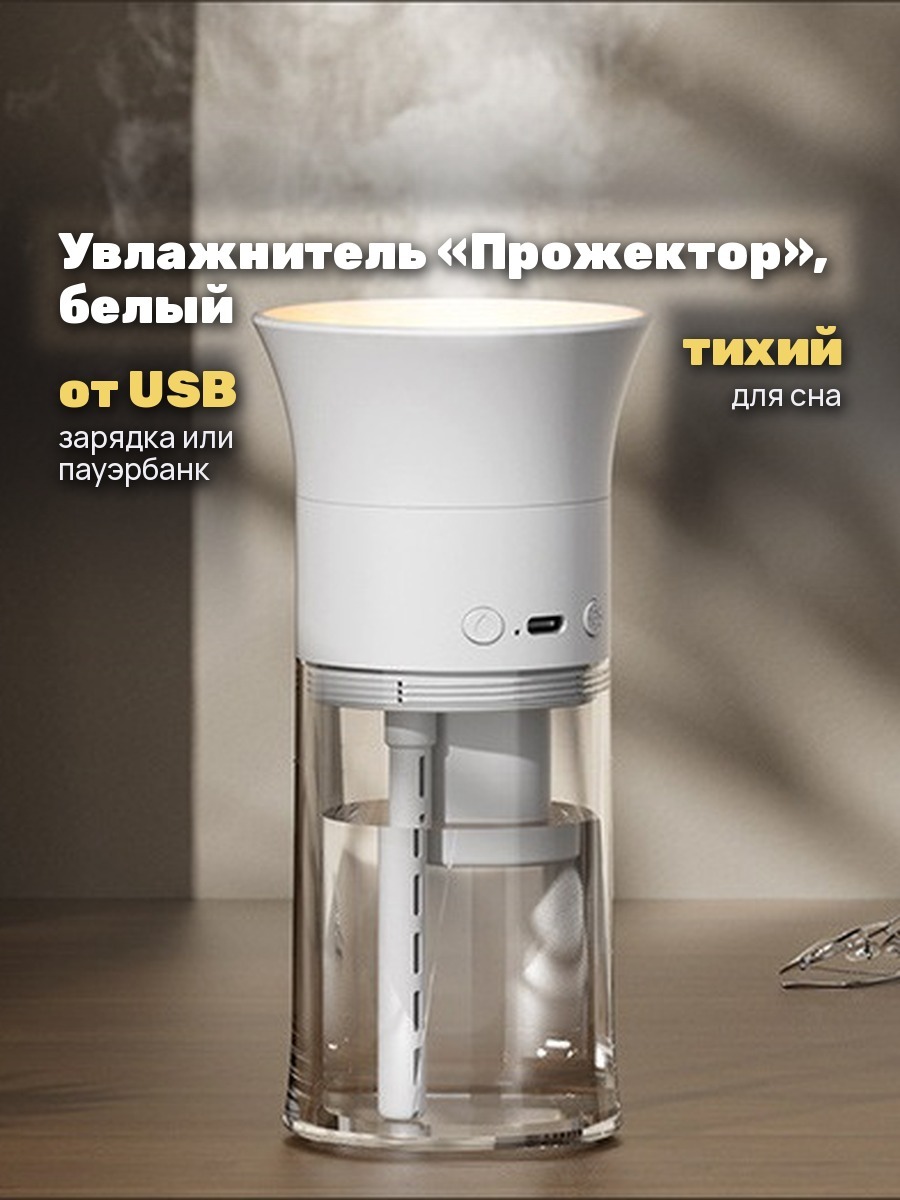 Увлажнитель «Прожектор»,
белый
от USB
зарядка или
пауэрбанк
тихий
для сна